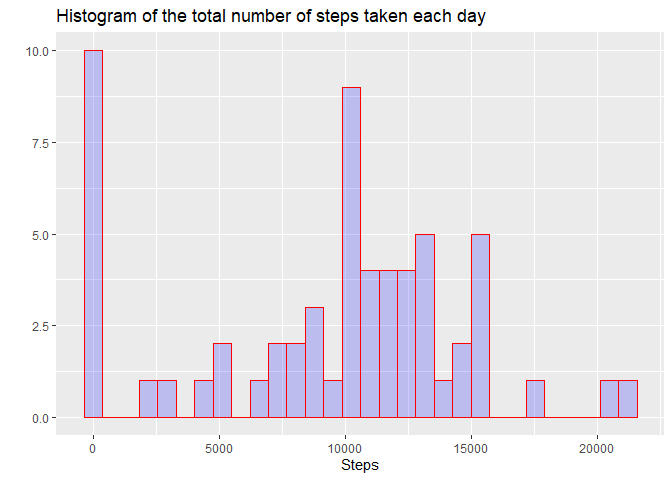 Histogram of the total number of steps taken each day
10.0
7.5
5.0
2.5
0.0
0 5000 10000 15000 20000
Steps